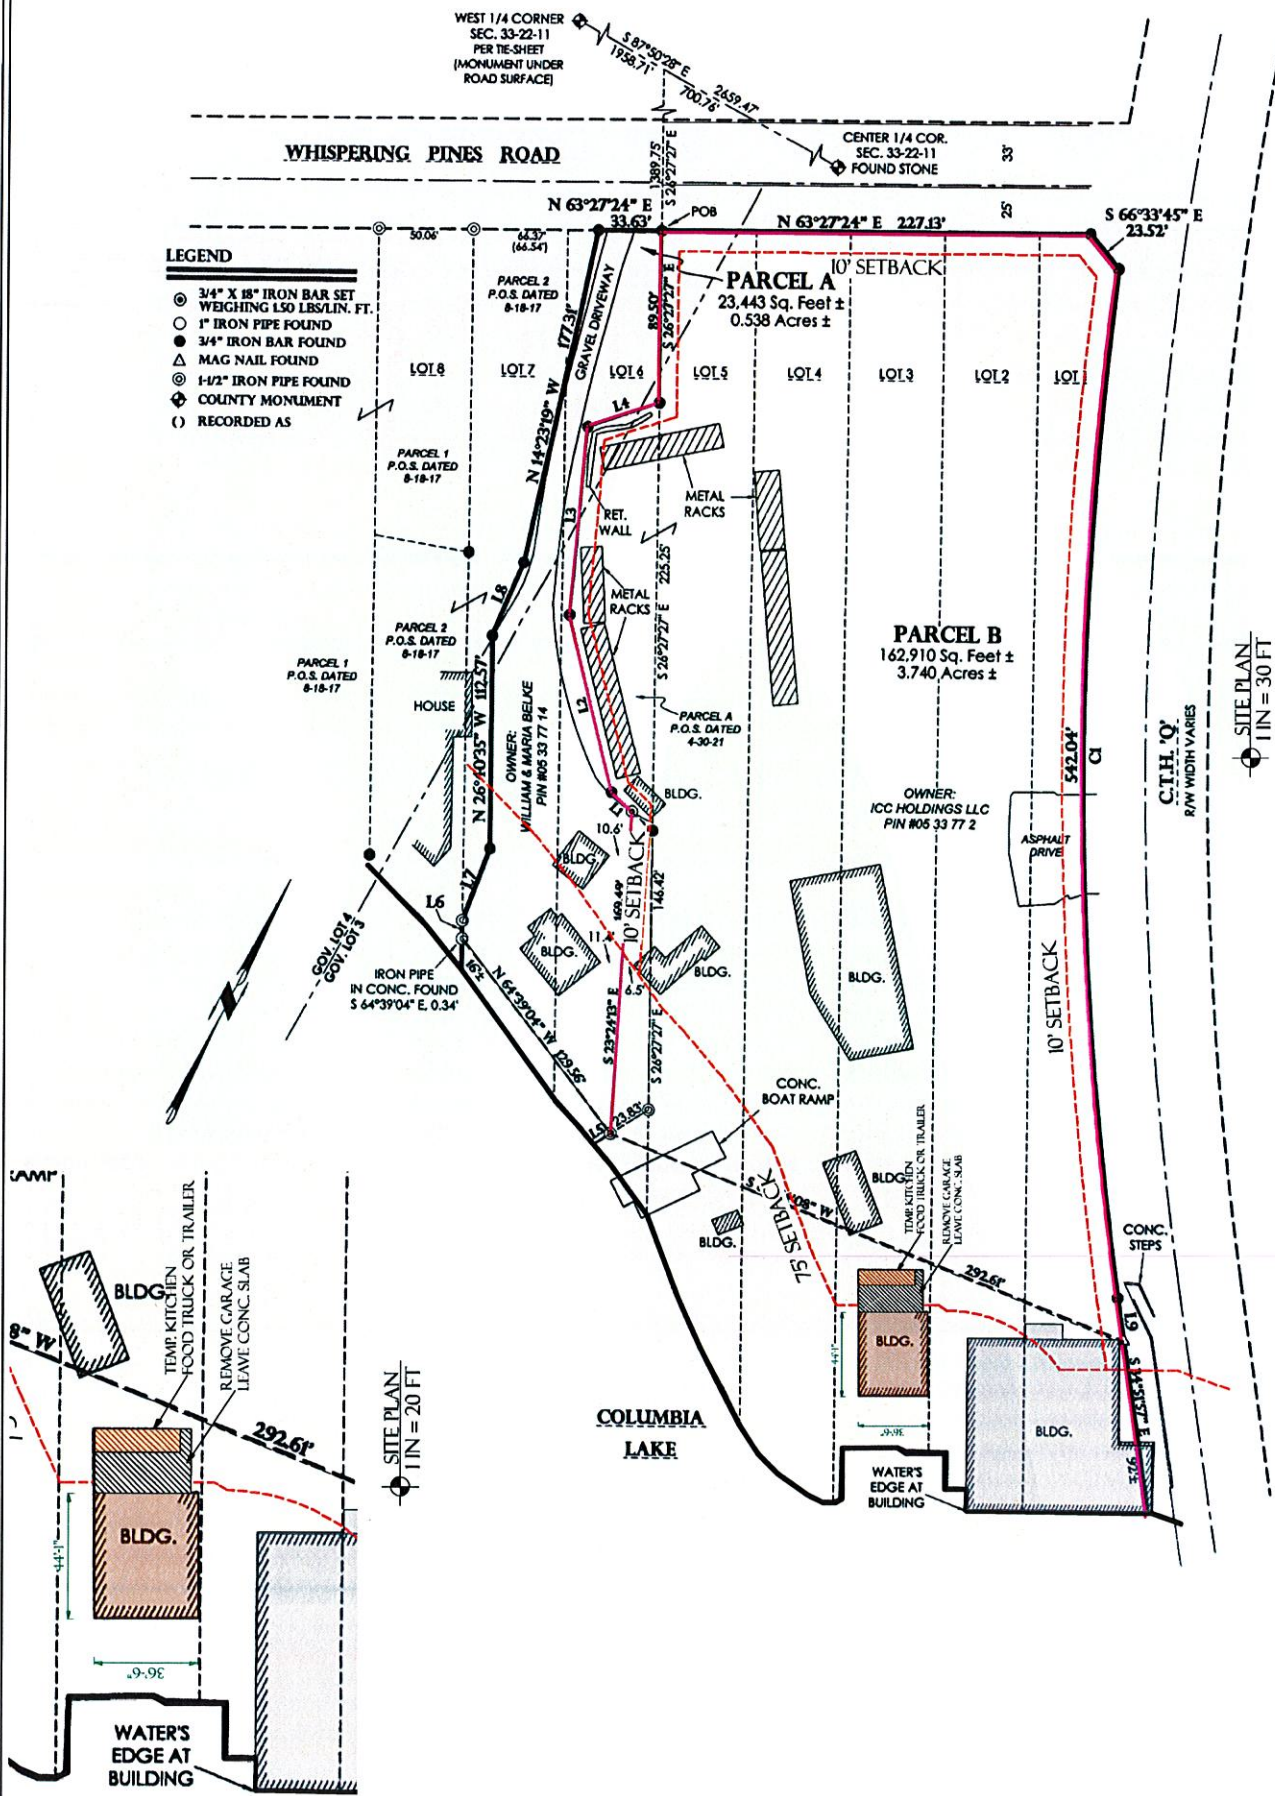 WEST 1/4 CORNER
SEC. 33-22-11
PER TIE-SHEET
(MONUMENT UNDER
ROAD SURFACE)
S 87°50'28" E
1958.71'
2659.47'
700.76'
CENTER 1/4 COR.
SEC. 33-22-11
FOUND STONE
1389.75'
S 26°27'27" E
33'
WHISPERING PINES ROAD
N 63°27'24" E
33.63'
POB
N 63°27'24" E 227.13'
25'
S 66°33'45" E
23.52'
50.06'
66.37'
(66.54')
LEGEND
3/4" X 18" IRON BAR SET
WEIGHING 1.50 LBS/LIN. FT.
1" IRON PIPE FOUND
3/4" IRON BAR FOUND
MAG NAIL FOUND
1-1/2" IRON PIPE FOUND
COUNTY MONUMENT
( ) RECORDED AS
PARCEL 2
P.O.S. DATED
8-18-17
177.31'
N 14°23'19" W
GRAVEL DRIVEWAY
89.50'
S 26°27'27" E
PARCEL A
23,443 Sq. Feet ±
0.538 Acres ±
10' SETBACK
LOT 8
LOT 7
LOT 6
LOT 5
LOT 4
LOT 3
LOT 2
LOT
L4
PARCEL 1
P.O.S. DATED
8-18-17
METAL
RACKS
RET.
WALL
L3
225.25'
S 26°27'27" E
METAL
RACKS
L8
PARCEL 2
P.O.S. DATED
8-18-17
PARCEL 1
P.O.S. DATED
8-18-17
PARCEL B
162,910 Sq. Feet ±
3.740 Acres ±
HOUSE
N 26°40'35" W 112.57'
OWNER:
WILLIAM & MARIA BELKE
PIN #05 33 77 14
L2
PARCEL A
P.O.S. DATED
4-30-21
542.04'
C1
C.T.H. 'Q'
R/W WIDTH VARIES
SITE PLAN
1 IN = 30 FT
BLDG.
L1
OWNER:
ICC HOLDINGS LLC
PIN #05 33 77 2
ASPHALT
DRIVE
10.6'
BLDG.
10' SETBACK
169.49'
146.42'
L7
L6
GOV. LOT 4
GOV. LOT 3
11.4'
BLDG.
BLDG.
BLDG.
6.5'
IRON PIPE
IN CONC. FOUND
S 64°39'04" E, 0.34'
16'±
N 64°39'04" W 129.56'
S 23°24'13" E
S 26°27'27" E
10' SETBACK
L5
23.83'
CONC.
BOAT RAMP
75' SETBACK
S
'08" W
292.61'
BLDG.
BLDG.
TEMP. KITCHEN
FOOD TRUCK OR TRAILER
REMOVE GARAGE
LEAVE CONC. SLAB
CONC.
STEPS
L9
BLDG.
44'-1"
36'-6"
BLDG.
92'±
COLUMBIA
LAKE
WATER'S
EDGE AT
BUILDING
BLDG.
TEMP. KITCHEN
FOOD TRUCK OR TRAILER
REMOVE GARAGE
LEAVE CONC. SLAB
8" W
292.61'
BLDG.
44'-1"
36'-6"
SITE PLAN
1 IN = 20 FT
WATER'S
EDGE AT
BUILDING